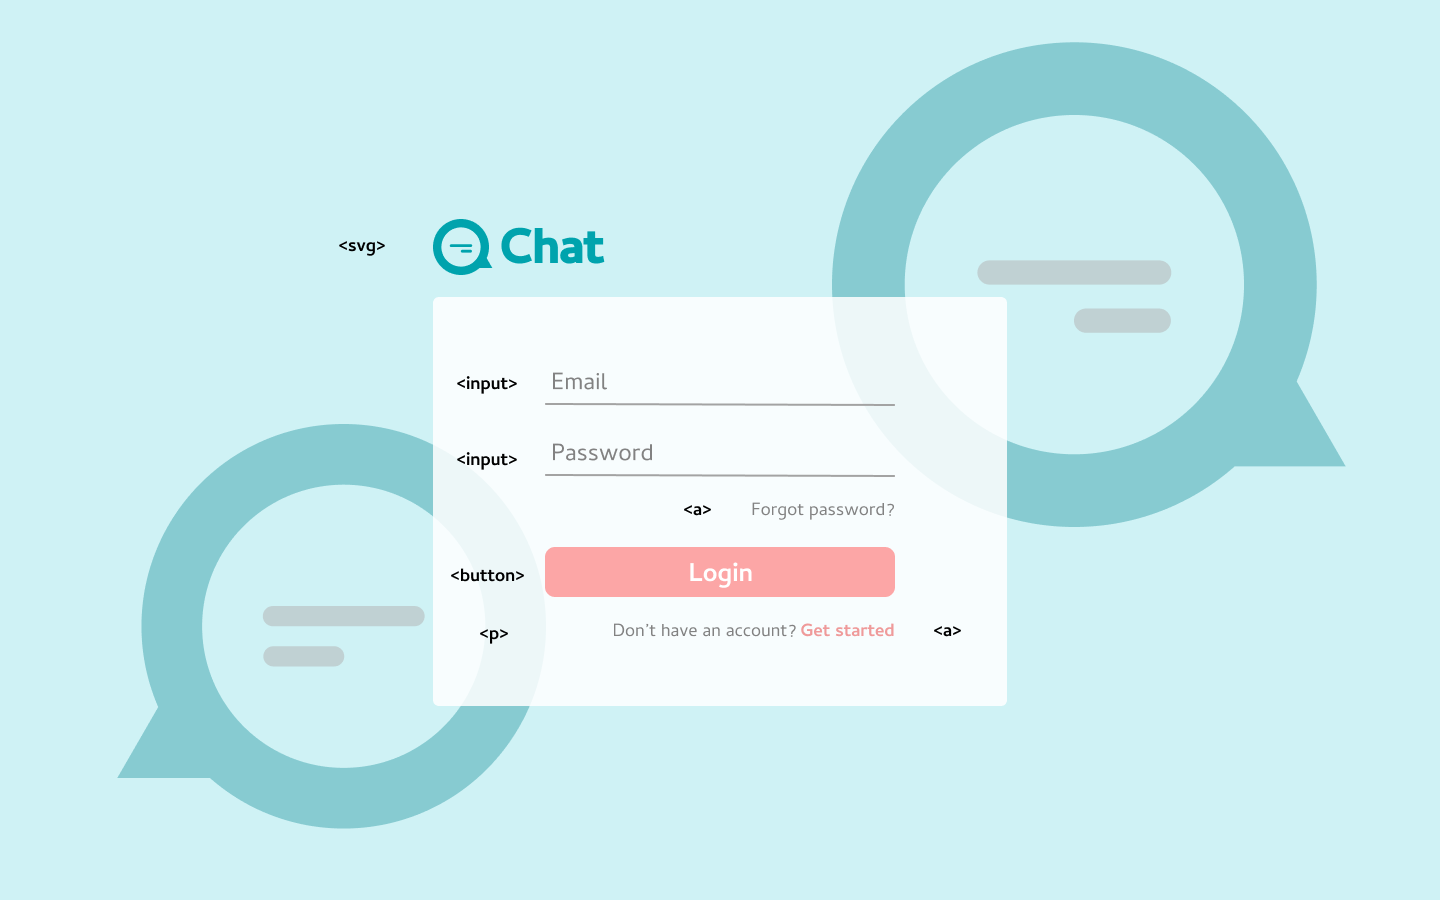 <svg> Chat
<input> Email
<input> Password
<a> Forgot password?
<button> Login
<p> Don’t have an account? Get started <a>